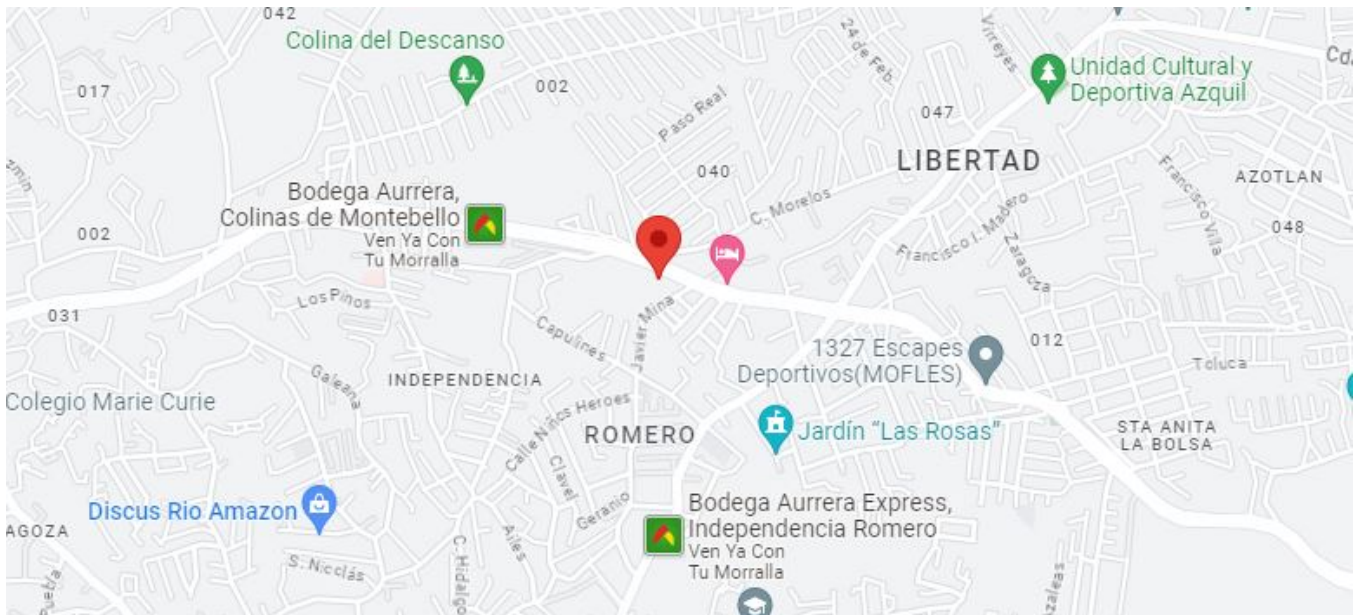 042
Colina del Descanso
017
002
24 de Feb.
Virreyes
Unidad Cultural y
Deportiva Azquil
047
Paso Real
040
LIBERTAD
AZOTLAN
Francisco Villa
048
Bodega Aurrera,
Colinas de Montebello
Ven Ya Con
Tu Morralla
002
C. Morelos
Francisco I. Madero
Zaragoza
Los Pinos
031
Capulines
Javier Mina
1327 Escapes
Deportivos(MOFLES)
012
Toluca
Galeana
INDEPENDENCIA
Colegio Marie Curie
Calle Niños Heroes
ROMERO
Jardín "Las Rosas"
STA ANITA
LA BOLSA
Clavel
Geranio
Discus Rio Amazon
Bodega Aurrera Express,
Independencia Romero
Ven Ya Con
Tu Morralla
AGOZA
Ailes
C. Hidalgo
S. Nicclás
Puebla